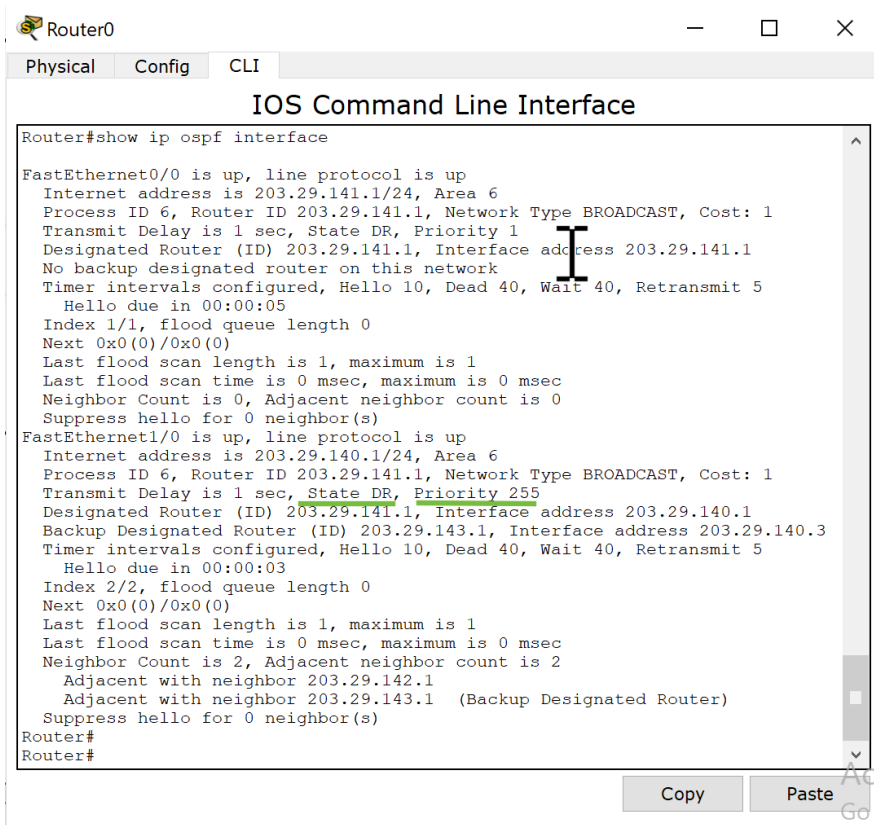 Router0
Physical Config CLI
IOS Command Line Interface
Router#show ip ospf interface
FastEthernet0/0 is up, line protocol is up
Internet address is 203.29.141.1/24, Area 6
Process ID 6, Router ID 203.29.141.1, Network Type BROADCAST, Cost: 1
Transmit Delay is 1 sec, State DR, Priority 1
Designated Router (ID) 203.29.141.1, Interface address 203.29.141.1
No backup designated router on this network
Timer intervals configured, Hello 10, Dead 40, Wait 40, Retransmit 5
Hello due in 00:00:05
Index 1/1, flood queue length 0
Next 0x0(0)/0x0(0)
Last flood scan length is 1, maximum is 1
Last flood scan time is 0 msec, maximum is 0 msec
Neighbor Count is 0, Adjacent neighbor count is 0
Suppress hello for 0 neighbor(s)
FastEthernet1/0 is up, line protocol is up
Internet address is 203.29.140.1/24, Area 6
Process ID 6, Router ID 203.29.141.1, Network Type BROADCAST, Cost: 1
Transmit Delay is 1 sec, State DR, Priority 255
Designated Router (ID) 203.29.141.1, Interface address 203.29.140.1
Backup Designated Router (ID) 203.29.143.1, Interface address 203.29.140.3
Timer intervals configured, Hello 10, Dead 40, Wait 40, Retransmit 5
Hello due in 00:00:03
Index 2/2, flood queue length 0
Next 0x0(0)/0x0(0)
Last flood scan length is 1, maximum is 1
Last flood scan time is 0 msec, maximum is 0 msec
Neighbor Count is 2, Adjacent neighbor count is 2
Adjacent with neighbor 203.29.142.1
Adjacent with neighbor 203.29.143.1 (Backup Designated Router)
Suppress hello for 0 neighbor(s)
Router#
Router#
Copy Paste
Go